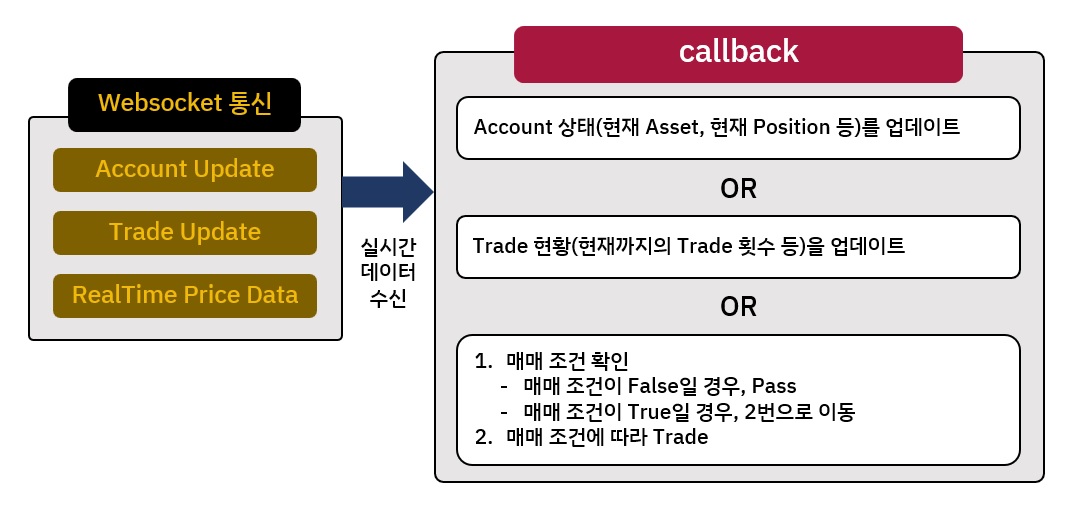 Websocket 통신
Account Update
Trade Update
RealTime Price Data
실시간
데이터
수신
callback
Account 상태(현재 Asset, 현재 Position 등)를 업데이트
OR
Trade 현황(현재까지의 Trade 횟수 등)을 업데이트
OR
1. 매매 조건 확인
- 매매 조건이 False일 경우, Pass
- 매매 조건이 True일 경우, 2번으로 이동
2. 매매 조건에 따라 Trade